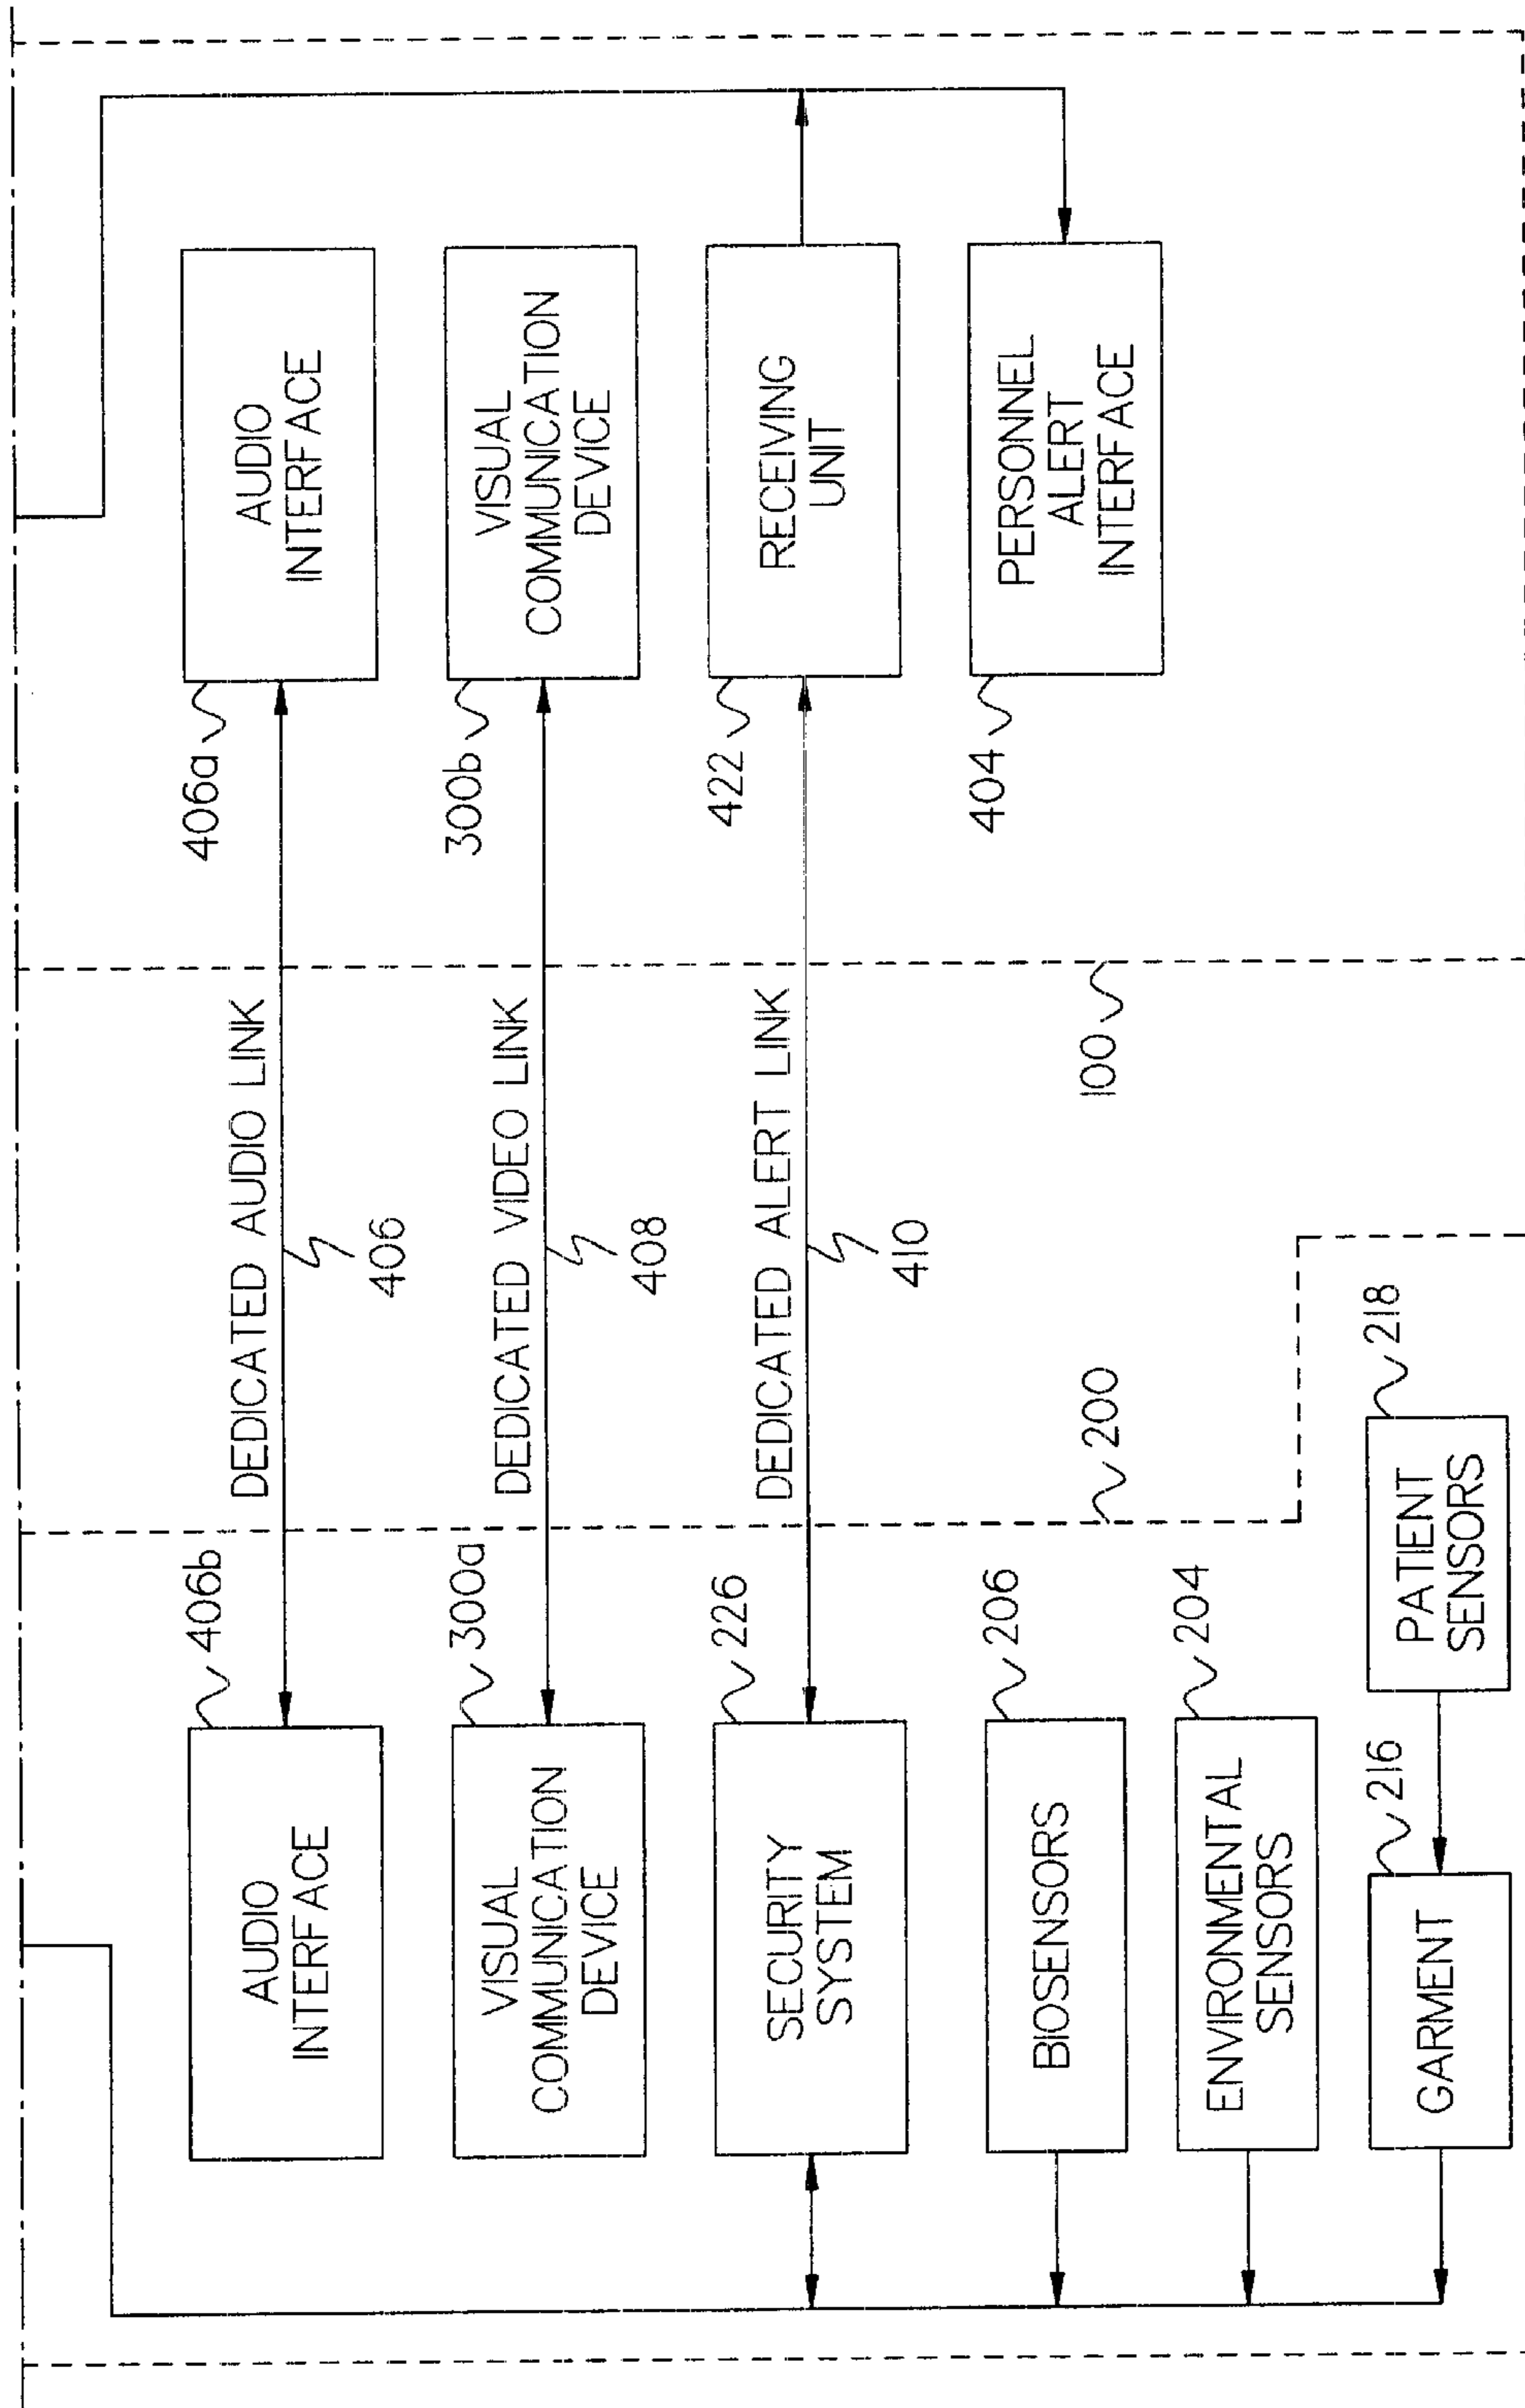 406b
AUDIO
INTERFACE
DEDICATED AUDIO LINK
406
406a
AUDIO
INTERFACE
300a
VISUAL
COMMUNICATION
DEVICE
DEDICATED VIDEO LINK
408
300b
VISUAL
COMMUNICATION
DEVICE
226
SECURITY
SYSTEM
DEDICATED ALERT LINK
410
422
RECEIVING
UNIT
206
BIOSENSORS
200
100
404
PERSONNEL
ALERT
INTERFACE
204
ENVIRONMENTAL
SENSORS
216
GARMENT
218
PATIENT
SENSORS